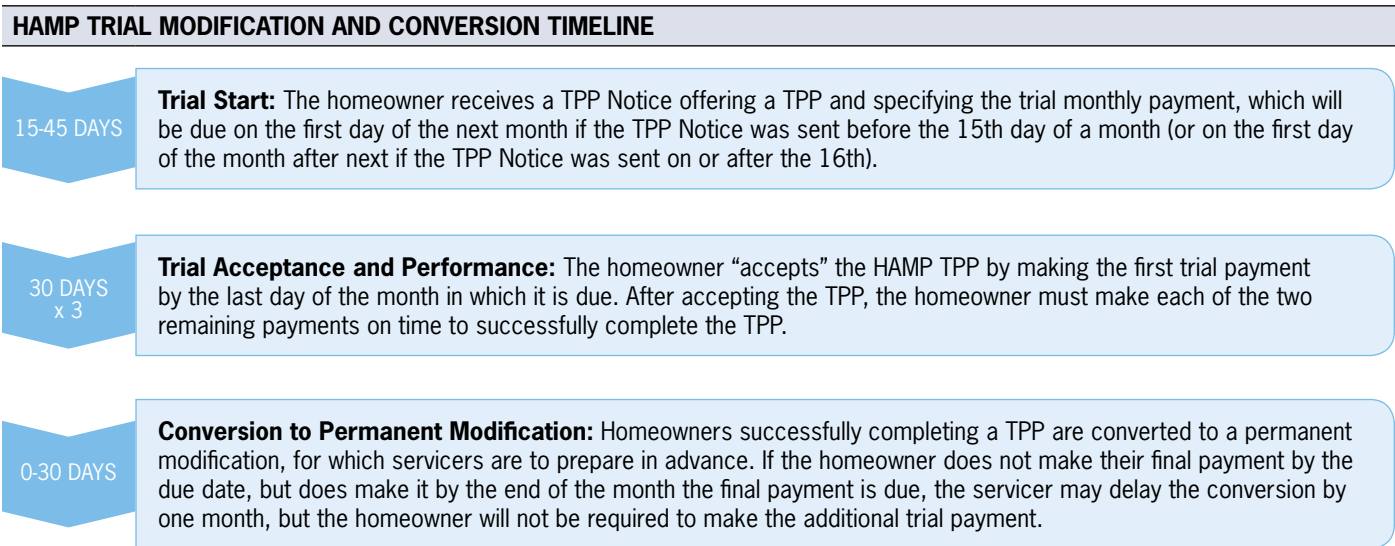 HAMP TRIAL MODIFICATION AND CONVERSION TIMELINE
15-45 DAYS
Trial Start: The homeowner receives a TPP Notice offering a TPP and specifying the trial monthly payment, which will
be due on the first day of the next month if the TPP Notice was sent before the 15th day of a month (or on the first day
of the month after next if the TPP Notice was sent on or after the 16th).
30 DAYS
x 3
Trial Acceptance and Performance: The homeowner “accepts” the HAMP TPP by making the first trial payment
by the last day of the month in which it is due. After accepting the TPP, the homeowner must make each of the two
remaining payments on time to successfully complete the TPP.
0-30 DAYS
Conversion to Permanent Modification: Homeowners successfully completing a TPP are converted to a permanent
modification, for which servicers are to prepare in advance. If the homeowner does not make their final payment by the
due date, but does make it by the end of the month the final payment is due, the servicer may delay the conversion by
one month, but the homeowner will not be required to make the additional trial payment.